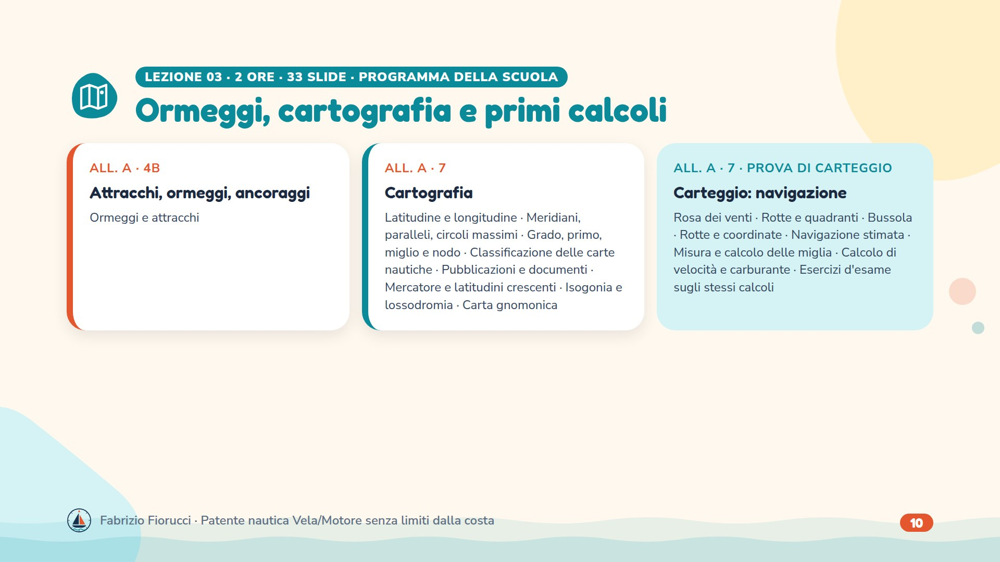 LEZIONE 03 · 2 ORE · 33 SLIDE · PROGRAMMA DELLA SCUOLA
Ormeggi, cartografia e primi calcoli
ALL. A · 4B
Attracchi, ormeggi, ancoraggi
Ormeggi e attracchi
ALL. A · 7
Cartografia
Latitudine e longitudine · Meridiani,
paralleli, circoli massimi · Grado, primo,
miglio e nodo · Classificazione delle carte
nautiche · Pubblicazioni e documenti ·
Mercatore e latitudini crescenti · Isogonia e
lossodromia · Carta gnomonica
ALL. A · 7 · PROVA DI CARTEGGIO
Carteggio: navigazione
Rosa dei venti · Rotte e quadranti · Bussola
· Rotte e coordinate · Navigazione stimata ·
Misura e calcolo delle miglia · Calcolo di
velocità e carburante · Esercizi d'esame
sugli stessi calcoli
Fabrizio Fiorucci · Patente nautica Vela/Motore senza limiti dalla costa
10